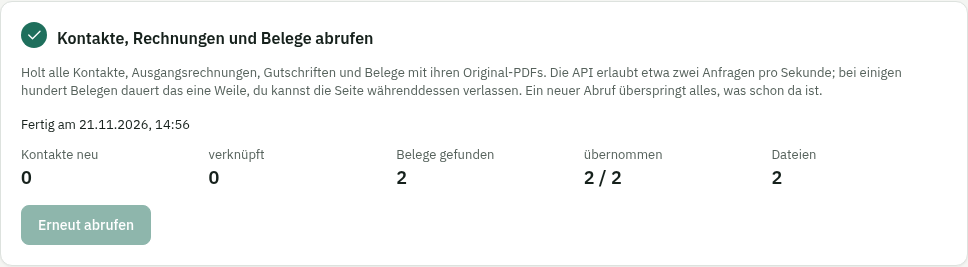 Kontakte, Rechnungen und Belege abrufen
Holt alle Kontakte, Ausgangsrechnungen, Gutschriften und Belege mit ihren Original-PDFs. Die API erlaubt etwa zwei Anfragen pro Sekunde; bei einigen
hundert Belegen dauert das eine Weile, du kannst die Seite währenddessen verlassen. Ein neuer Abruf überspringt alles, was schon da ist.
Fertig am 21.11.2026, 14:56
Kontakte neu verknüpft Belege gefunden übernommen Dateien
0 0 2 2 / 2 2
Erneut abrufen